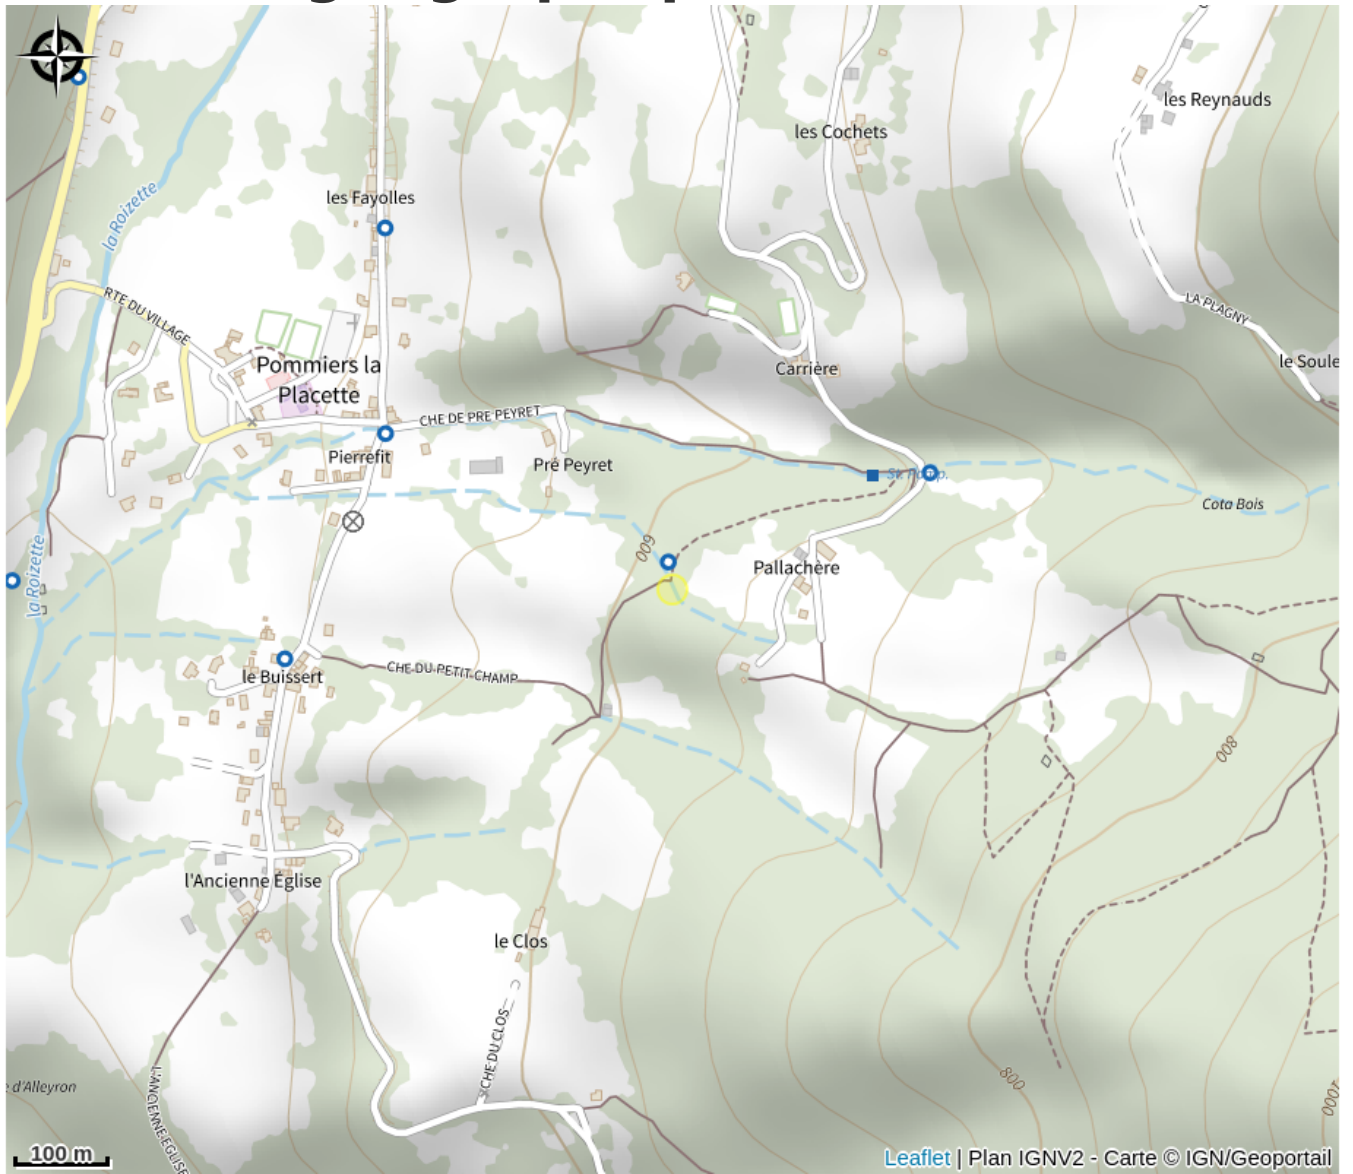 les Reynauds
les Cochets
les Fayolles
la Roizette
RTE DU VILLAGE
LA PLAGNY
le Soule
Pommiers la
Placette
Carrière
CHE DE PRE PEYRET
Pierrefit
Pré Peyret
St. Pomp.
Cota Bois
600
Pallachère
la Roizette
le Buissert
CHE DU PETIT CHAMP
800
l'Ancienne Église
le Clos
CHE DU CLOS
800
1000
e d'Alleyron
L'ANCIENNE EGLISE
100 m
Leaflet | Plan IGNV2 - Carte © IGN/Geoportail